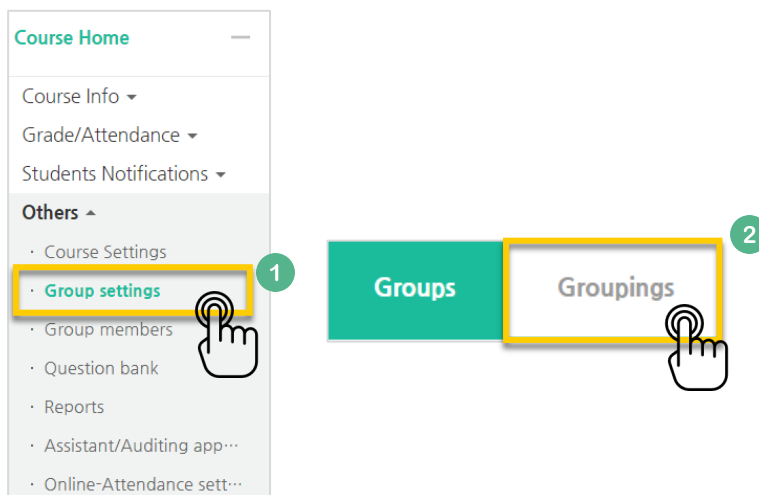 Course Home
Course Info
Grade/Attendance
Students Notifications
Others
· Course Settings
· Group settings
· Group members
· Question bank
· Reports
· Assistant/Auditing app···
· Online-Attendance sett···
1
Groups
Groupings
2